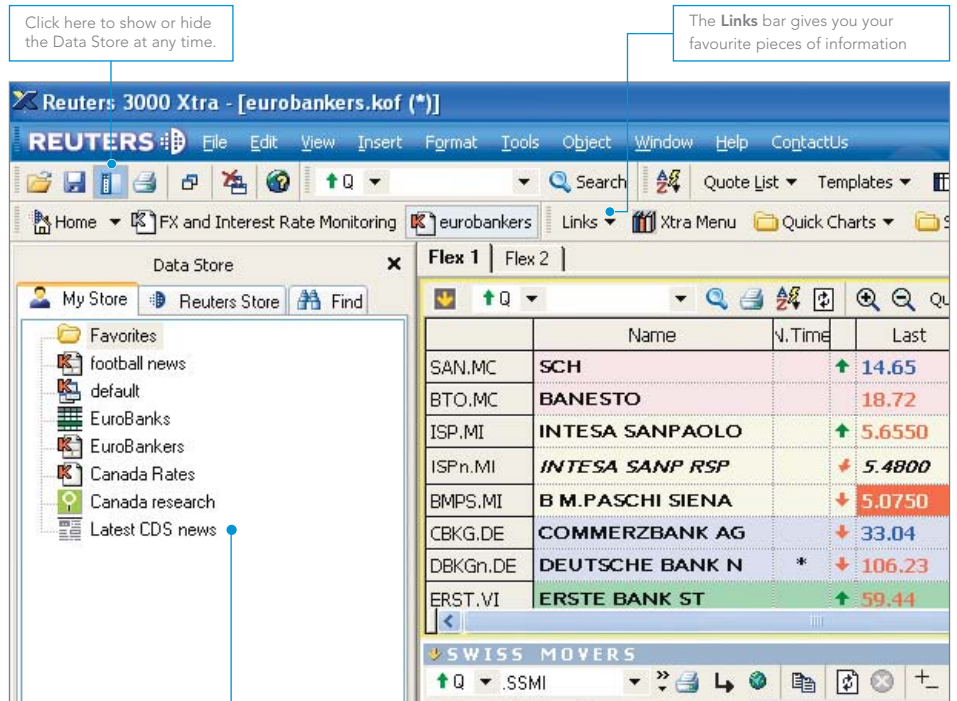 Click here to show or hide
the Data Store at any time.
The Links bar gives you your
favourite pieces of information
Reuters 3000 Xtra - [eurobankers.kof (*)]
REUTERS File Edit View Insert Format Tools Object Window Help ContactUs
Q Search Quote List Templates
Home FX and Interest Rate Monitoring eurobankers Links Xtra Menu Quick Charts S
Data Store x
Flex 1 Flex 2
My Store Reuters Store Find
Q Qu
Favorites
football news
default
EuroBanks
EuroBankers
Canada Rates
Canada research
Latest CDS news
Name N.Time Last
SAN.MC SCH 14.65
BTO.MC BANESTO 18.72
ISP.MI INTESA SANPAOLO 5.6550
ISPn.MI INTESA SANP RSP 5.4800
BMPS.MI B M.PASCHI SIENA 5.0750
CBKG.DE COMMERZBANK AG 33.04
DBKGn.DE DEUTSCHE BANK N * 106.23
ERST.VI ERSTE BANK ST 59.44
SWISS MOVERS
Q .SSMI